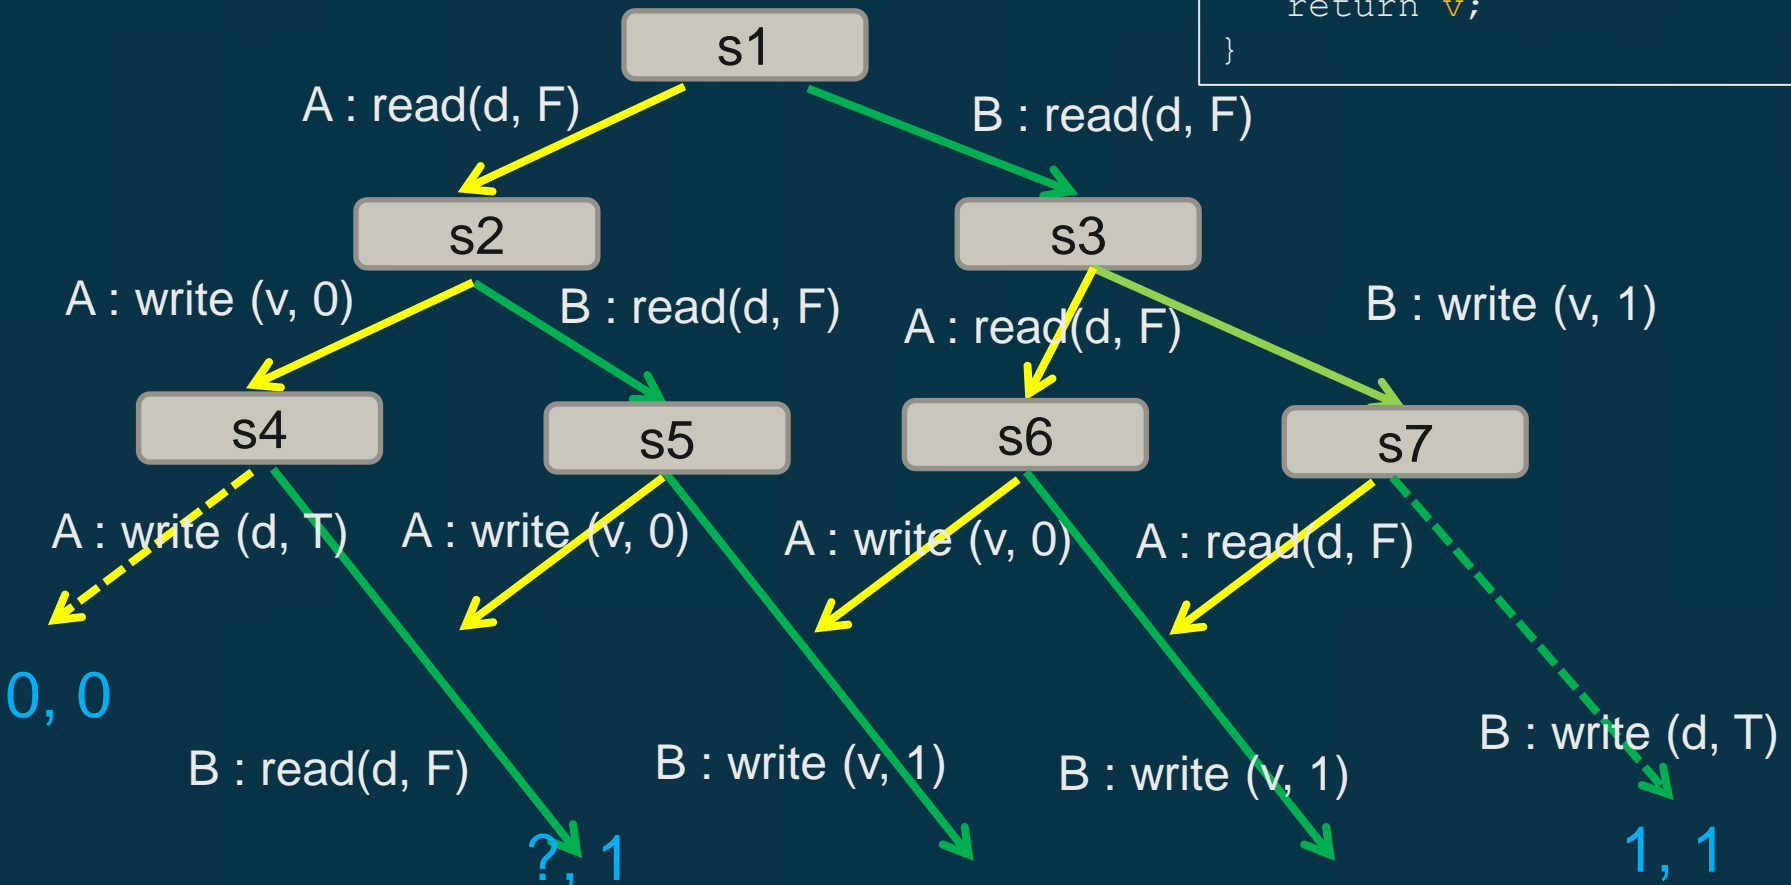 return v;
}
s1
A : read(d, F)
B : read(d, F)
s2
s3
A : write (v, 0)
B : read(d, F)
A : read(d, F)
B : write (v, 1)
s4
s5
s6
s7
A : write (d, T)
A : write (v, 0)
A : write (v, 0)
A : read(d, F)
0, 0
B : read(d, F)
B : write (v, 1)
B : write (v, 1)
B : write (d, T)
?, 1
1, 1